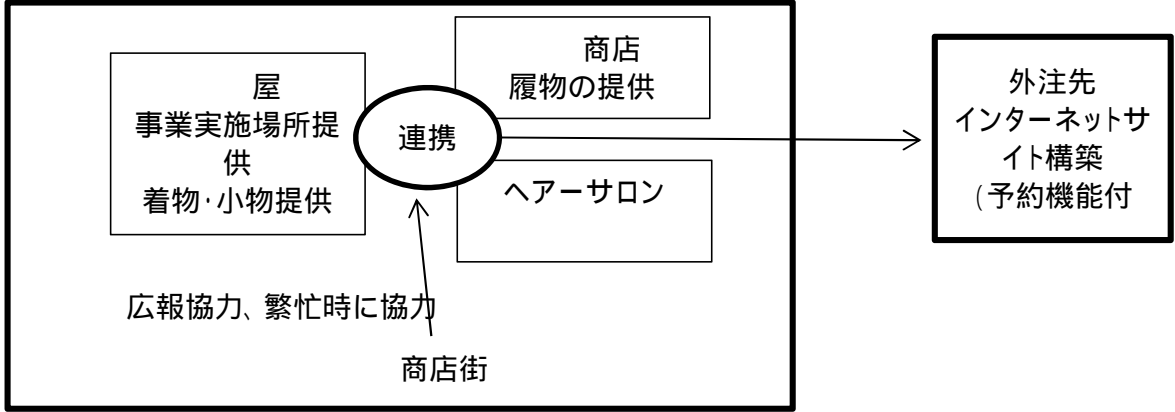 屋
事業実施場所提
供
着物・小物提供
商店
履物の提供
連携
ヘアーサロン
広報協力、繁忙時に協力
商店街
外注先
インターネットサ
イト構築
(予約機能付